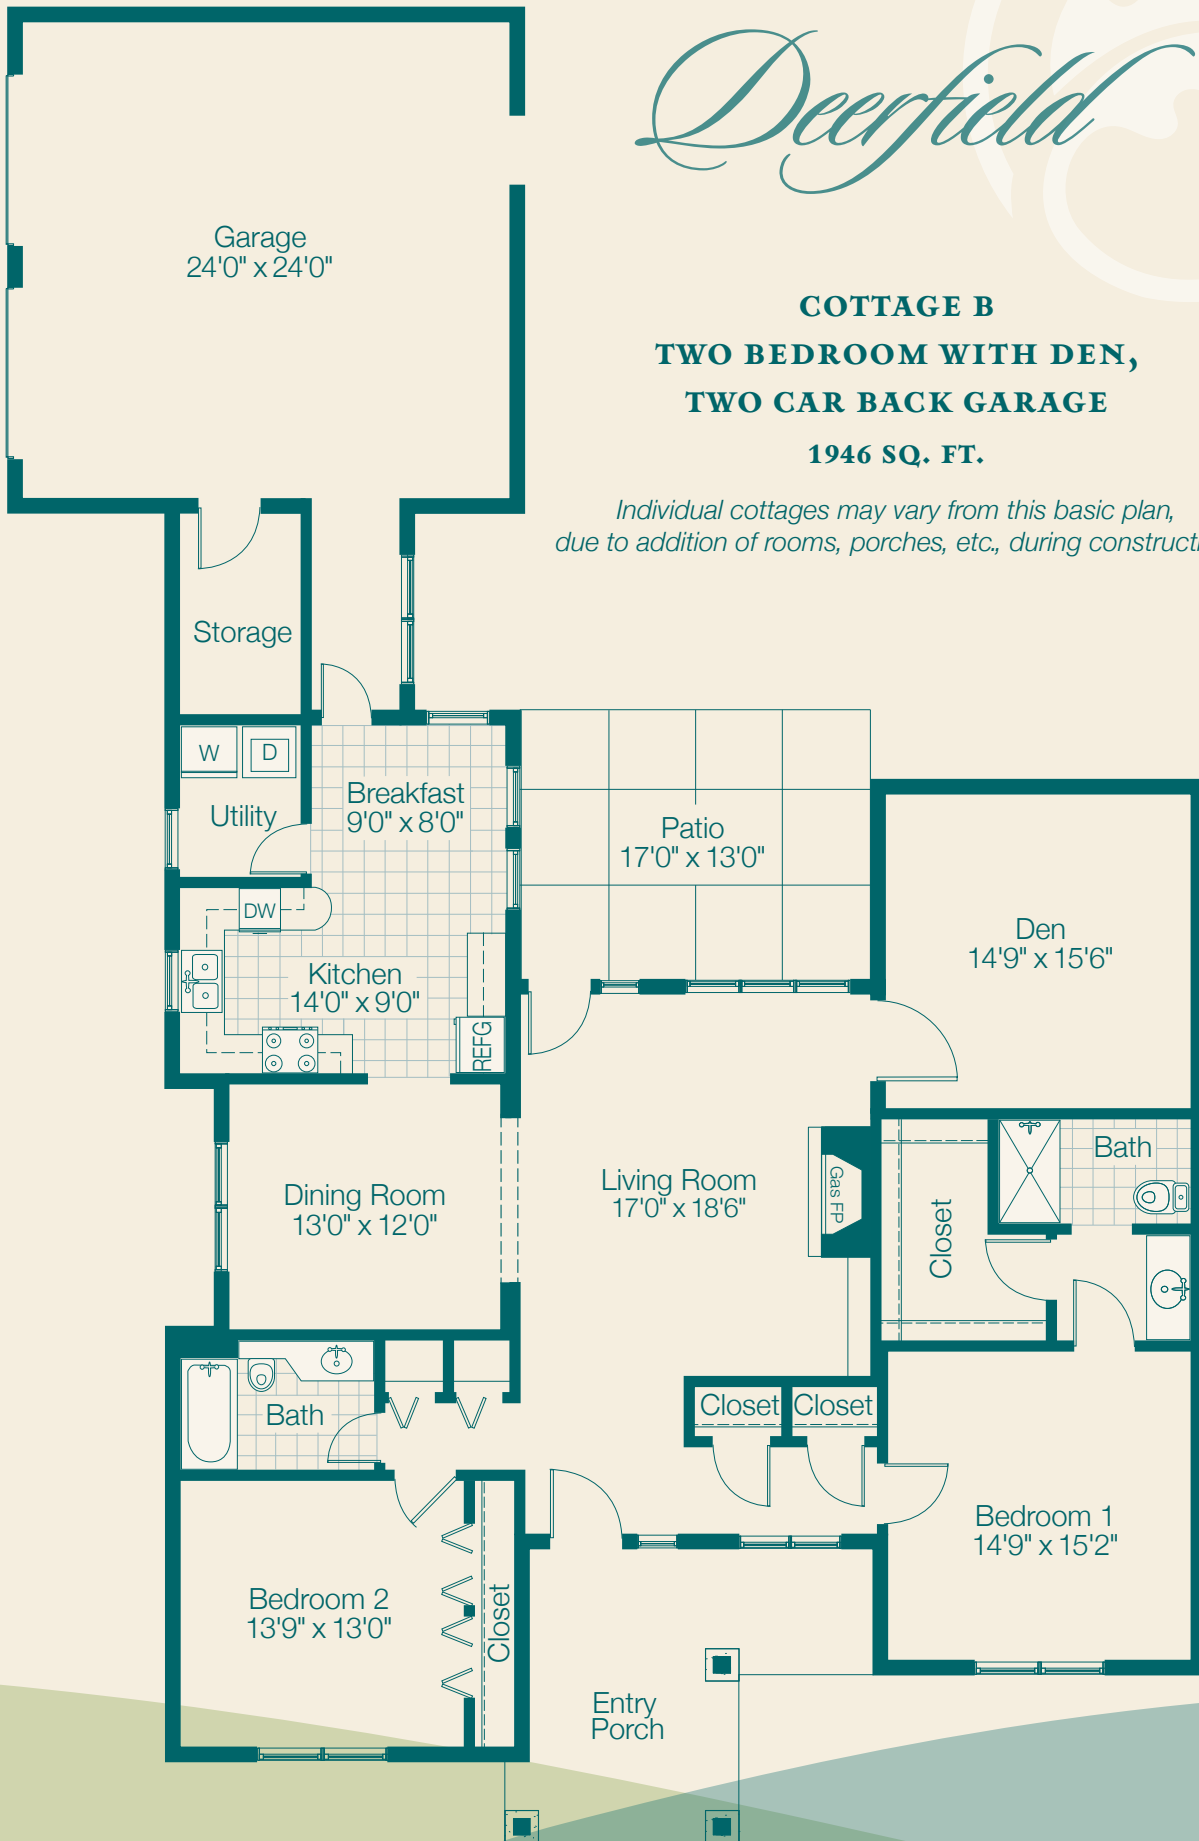 Deerfield
COTTAGE B
TWO BEDROOM WITH DEN,
TWO CAR BACK GARAGE
1946 SQ. FT.
Individual cottages may vary from this basic plan,
due to addition of rooms, porches, etc., during constructi
Garage
24'0" x 24'0"
Storage
W
D
Utility
Breakfast
9'0" x 8'0"
Patio
17'0" x 13'0"
DW
Kitchen
14'0" x 9'0"
REFG
Den
14'9" x 15'6"
Dining Room
13'0" x 12'0"
Living Room
17'0" x 18'6"
Gas FP
Closet
Bath
Bath
Closet
Closet
Bedroom 1
14'9" x 15'2"
Bedroom 2
13'9" x 13'0"
Closet
Entry
Porch